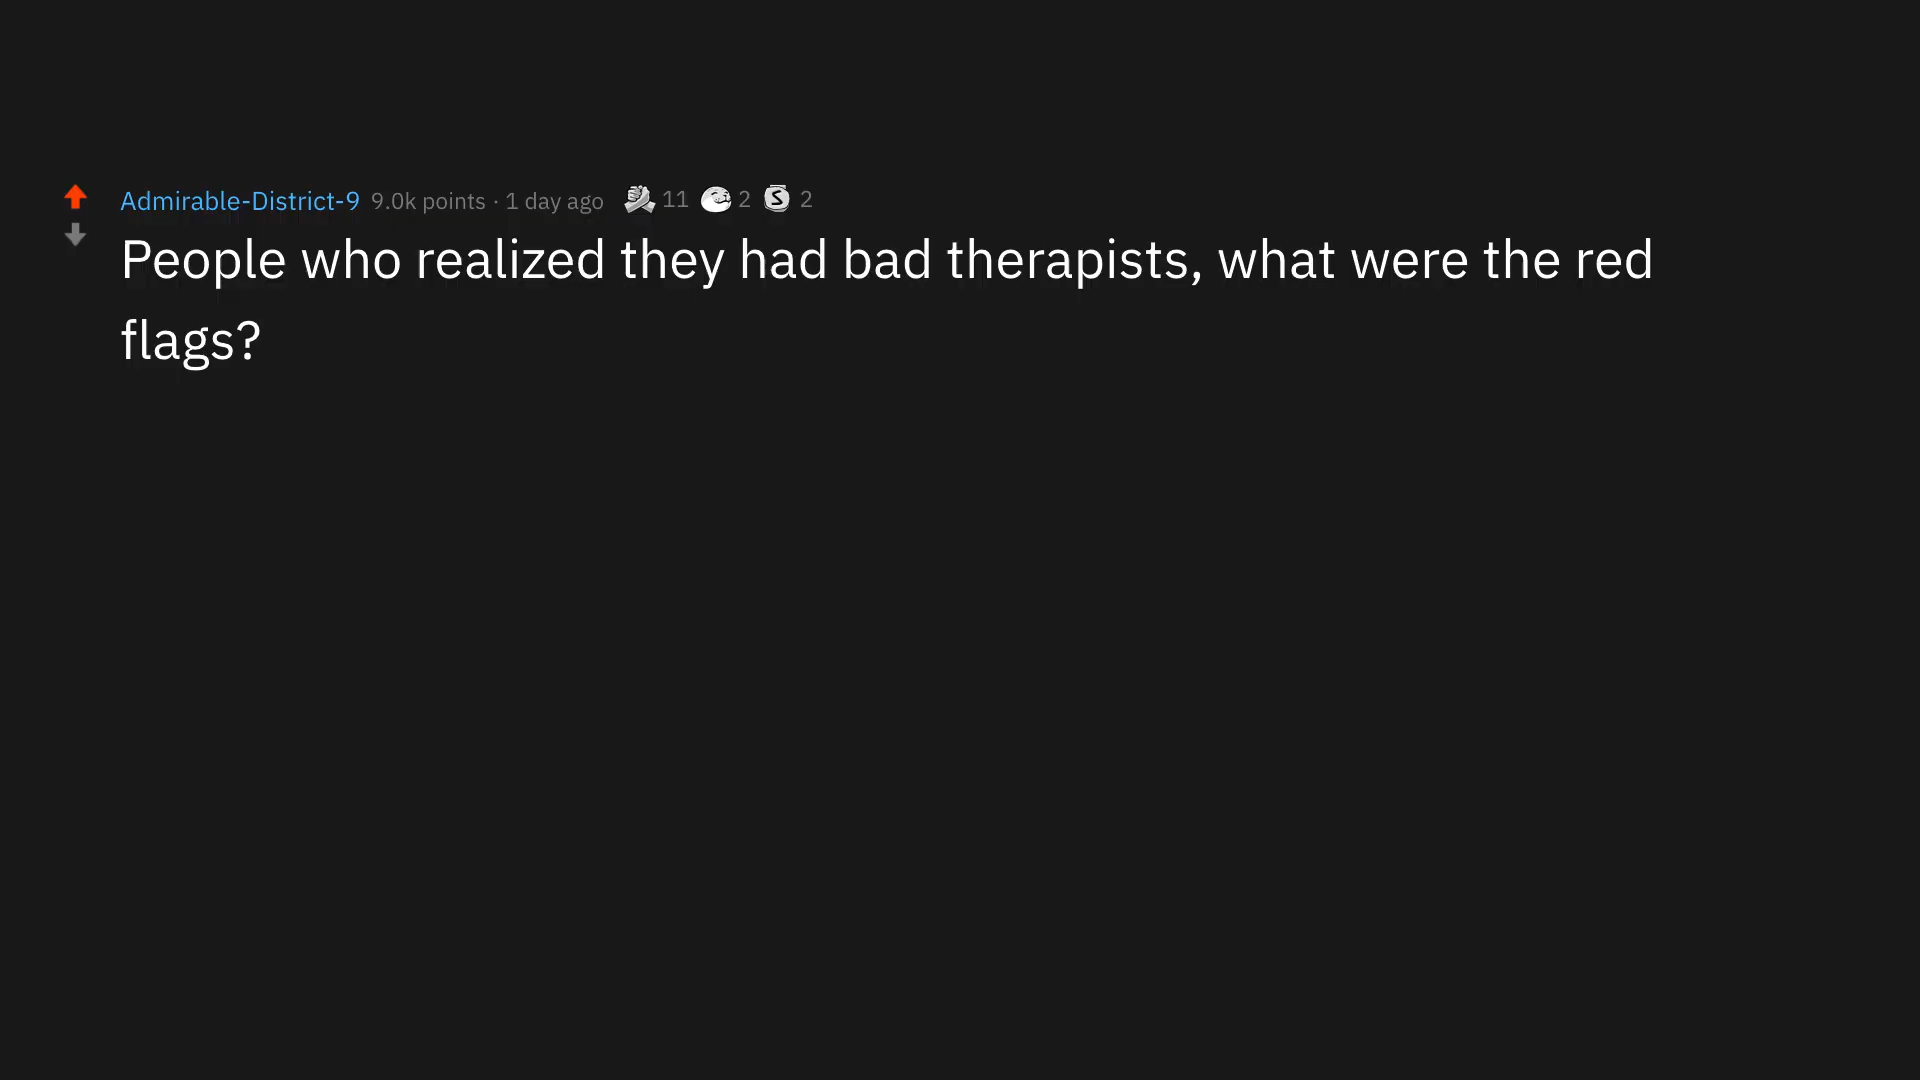 Admirable-District-9 9.0k points · 1 day ago 11 2 S 2
People who realized they had bad therapists, what were the red
flags?